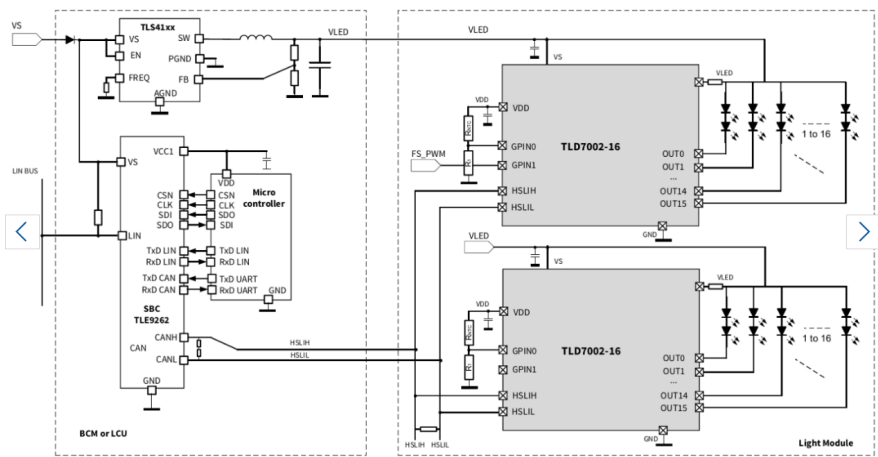 VS
TLS41xx
VS
SW
VLED
VLED
EN
PGND
FREQ
FB
AGND
VS
VLED
VDD
VDD
R_NTC
GPIN0
FS_PWM
R_1
GPIN1
TLD7002-16
1 to 16
OUT0
OUT1
...
HSLIH
OUT14
HSLIL
OUT15
GND
VCC1
VS
VDD
Micro
controller
LIN BUS
CSN
CSN
CLK
CLK
SDI
SDO
SDO
SDI
LIN
TxD LIN
TxD LIN
RxD LIN
RxD LIN
TxD CAN
TxD UART
RxD CAN
RxD UART
GND
SBC
TLE9262
CANH
CAN
HSLIH
CANL
HSLIL
GND
BCM or LCU
VLED
VS
VLED
VDD
VDD
R_NTC
GPIN0
R_1
GPIN1
TLD7002-16
1 to 16
OUT0
OUT1
...
HSLIH
OUT14
HSLIL
OUT15
GND
HSLIH HSLIL
Light Module